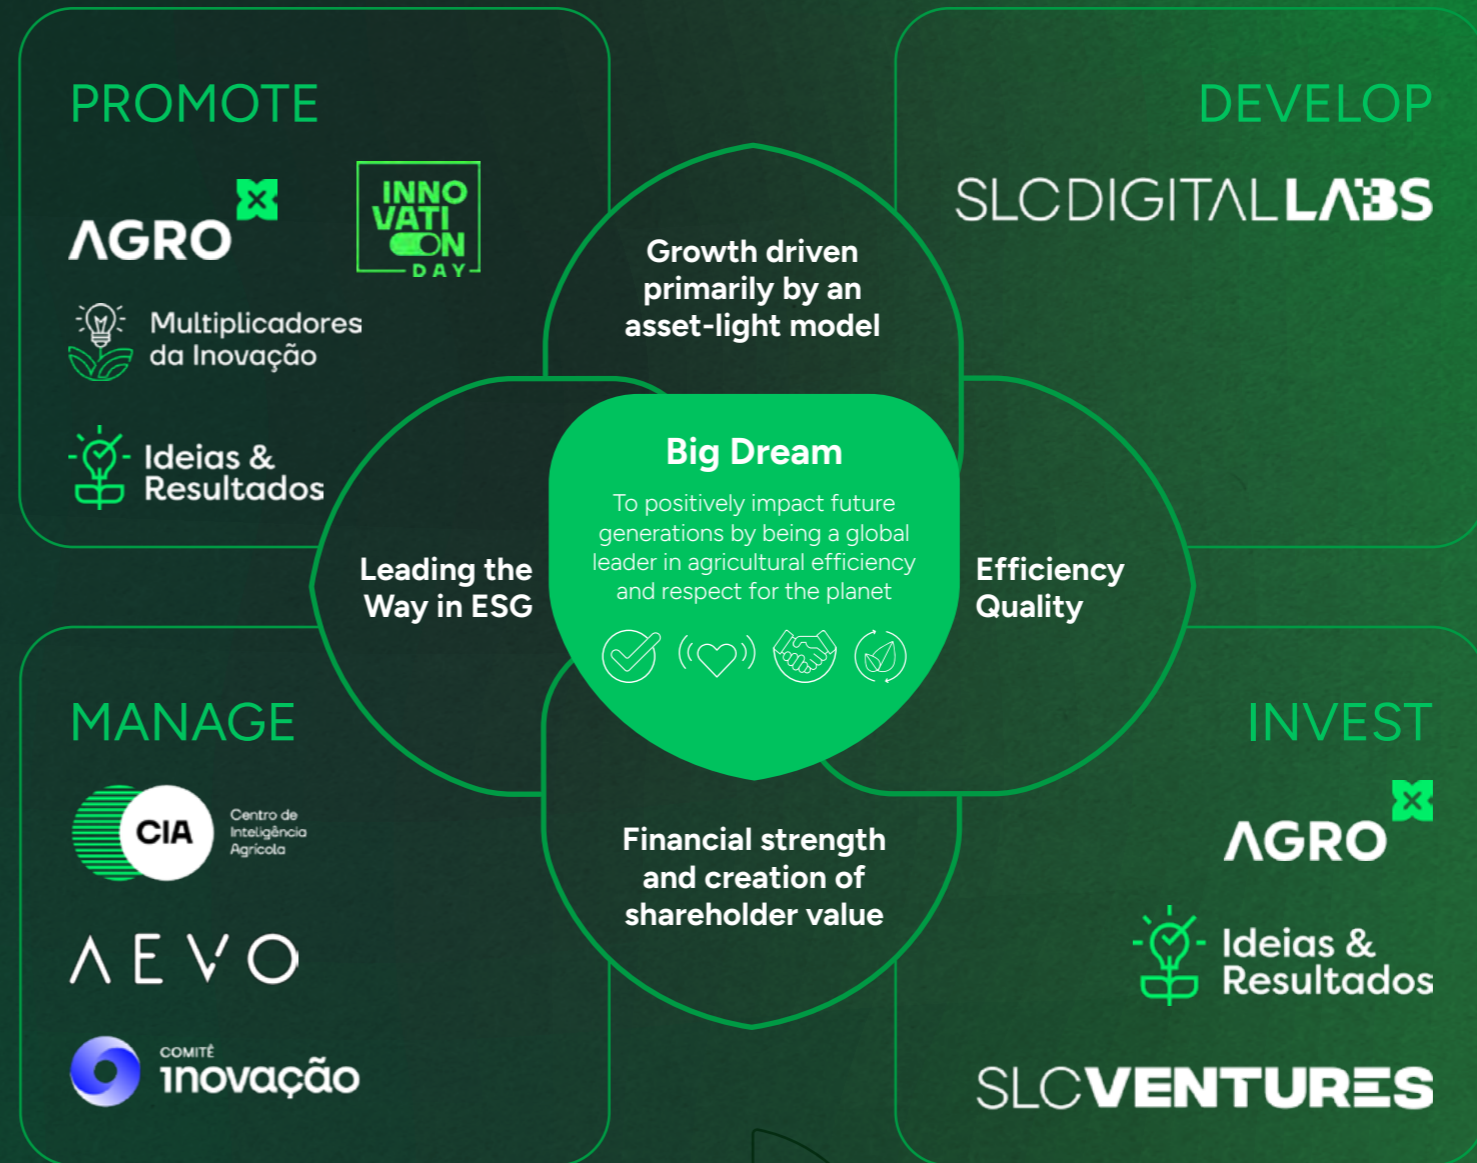 PROMOTE
AGRO
INNO
VATI
ON
DAY
Multiplicadores
da Inovação
Ideias &
Resultados
DEVELOP
SLCDIGITAL LABS
Growth driven
primarily by an
asset-light model
Leading the
Way in ESG
Big Dream
To positively impact future
generations by being a global
leader in agricultural efficiency
and respect for the planet
Efficiency
Quality
Financial strength
and creation of
shareholder value
MANAGE
CIA
Centro de
Inteligência
Agrícola
AEVO
COMITÊ
inovação
INVEST
AGRO
Ideias &
Resultados
SLCVENTURES